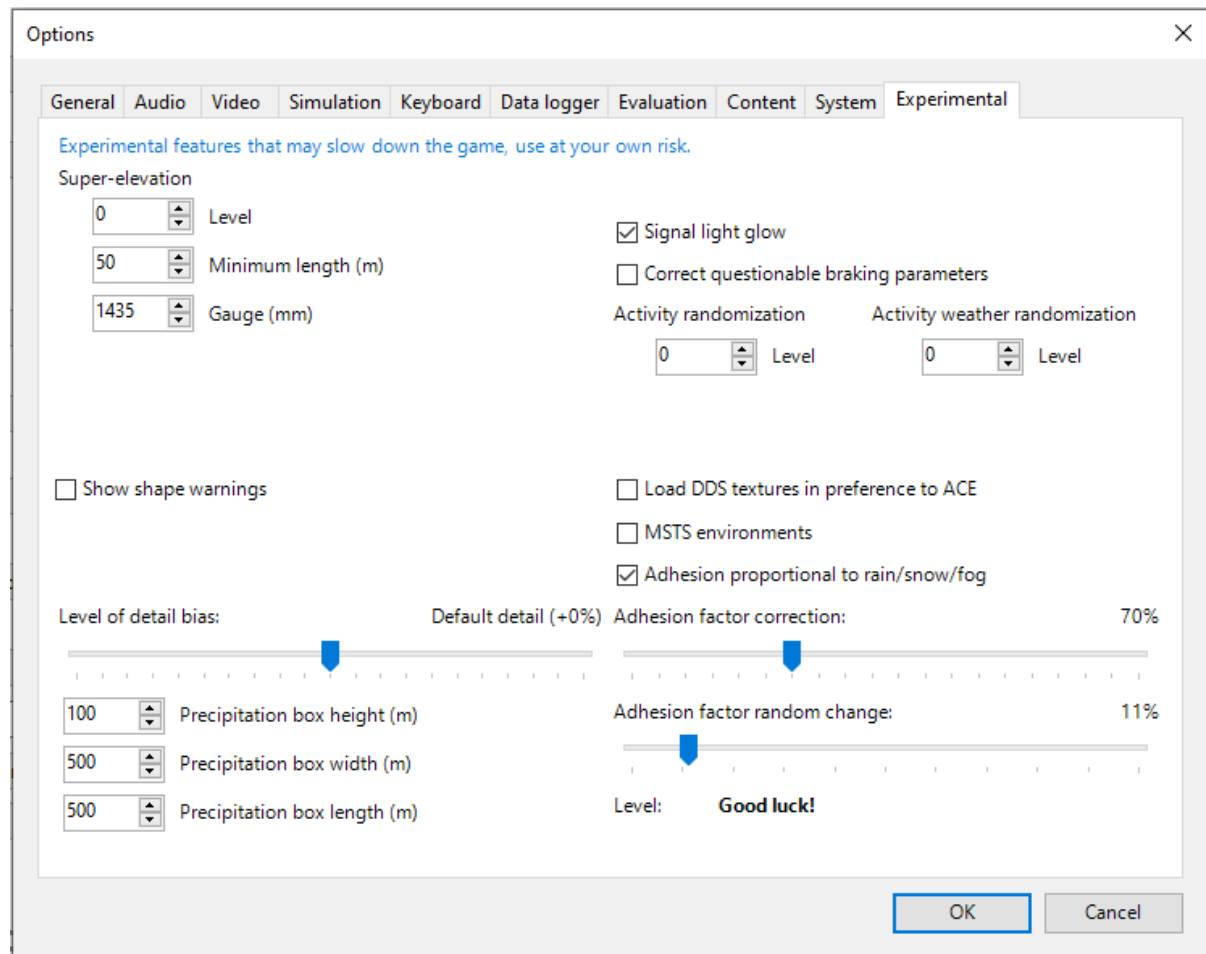 Options
General Audio Video Simulation Keyboard Data logger Evaluation Content System Experimental
Experimental features that may slow down the game, use at your own risk.
Super-elevation
0 Level
50 Minimum length (m)
1435 Gauge (mm)
Signal light glow
Correct questionable braking parameters
Activity randomization Activity weather randomization
0 Level 0 Level
Show shape warnings
Load DDS textures in preference to ACE
MSTS environments
Adhesion proportional to rain/snow/fog
Level of detail bias: Default detail (+0%)
100 Precipitation box height (m)
500 Precipitation box width (m)
500 Precipitation box length (m)
Adhesion factor correction: 70%
Adhesion factor random change: 11%
Level: Good luck!
OK Cancel